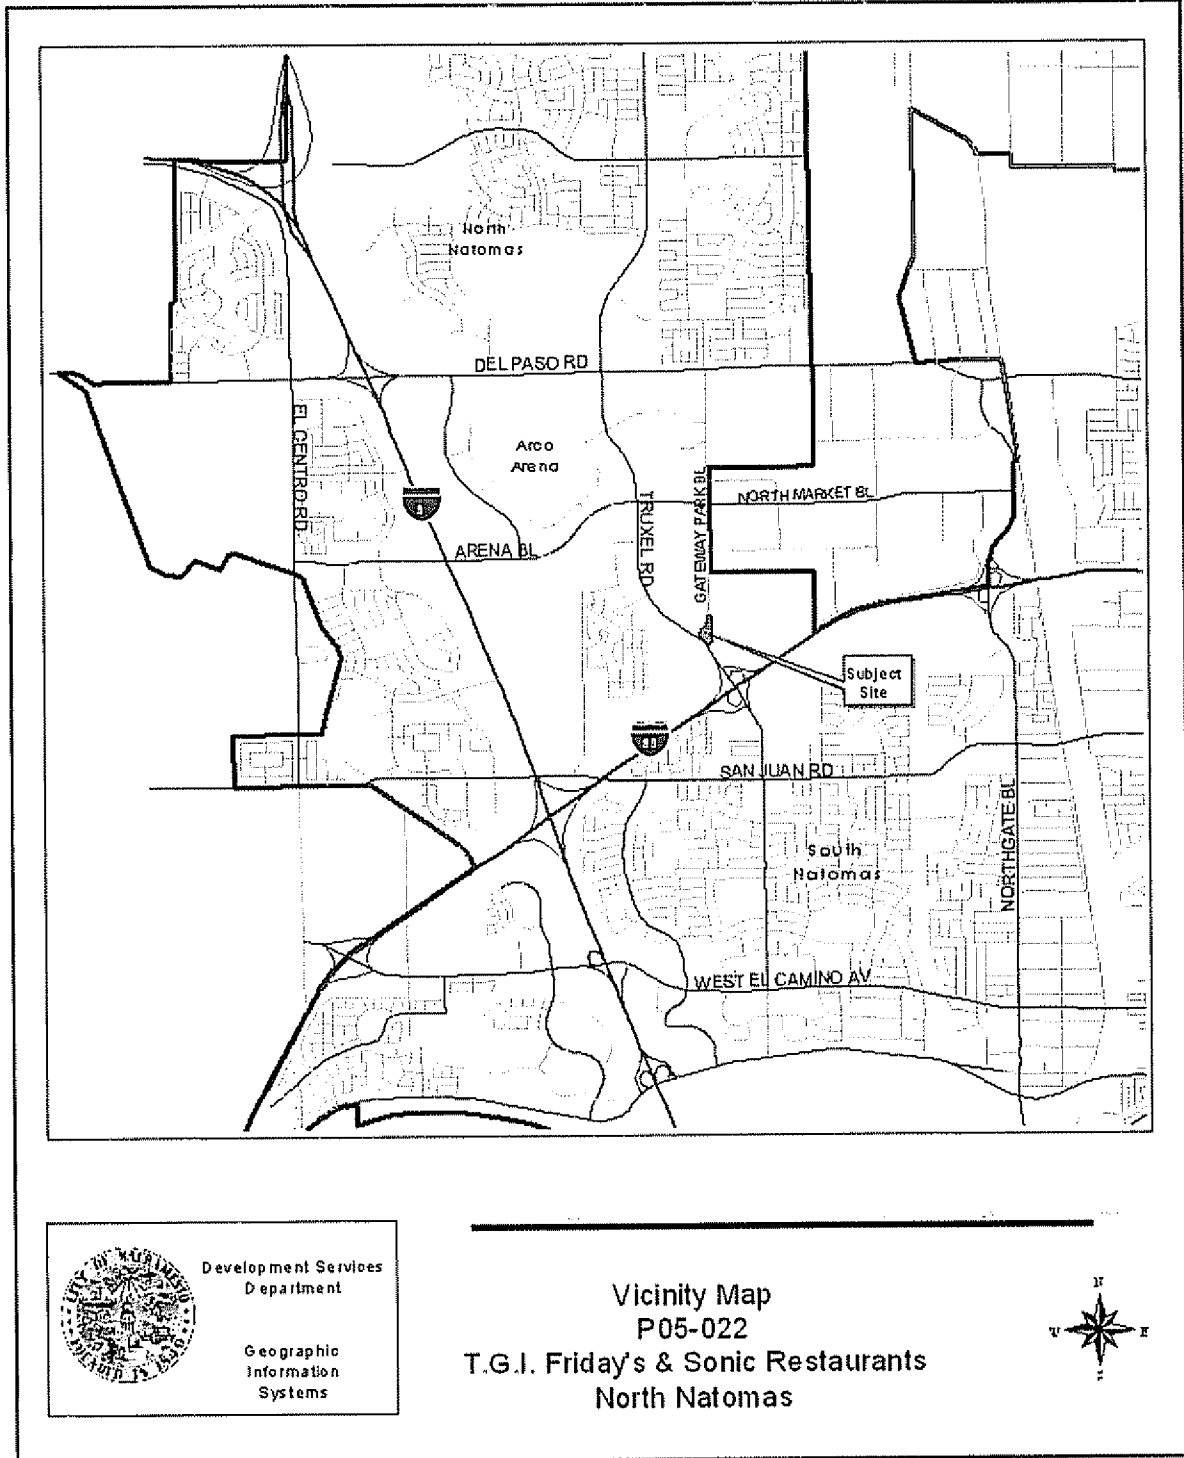 North
Natomas
DEL PASO RD
EL CENTRO RD
Arco
Arena
TRUXEL RD
GATEWAY PARK BL
NORTH MARKET BL
ARENA BL
Subject
Site
SAN JUAN RD
NORTHGATE BL
South
Natomas
WEST EL CAMINO AV
Development Services
Department
Geographic
Information
Systems
Vicinity Map
P05-022
T.G.I. Friday's & Sonic Restaurants
North Natomas
N
E